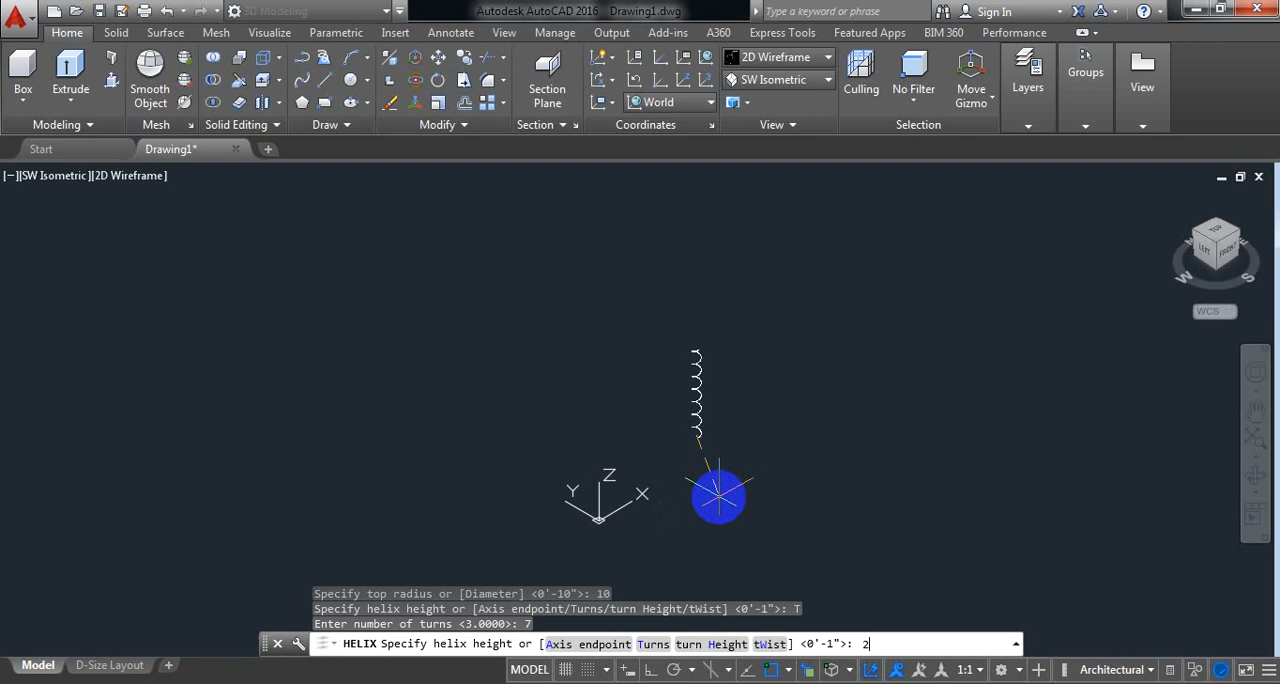 3D Modeling
Autodesk AutoCAD 2016 Drawing1.dwg
Type a keyword or phrase
Sign In
Home Solid Surface Mesh Visualize Parametric Insert Annotate View Manage Output Add-ins A360 Express Tools Featured Apps BIM 360 Performance
2D Wireframe
SW Isometric
World
Box Extrude
Smooth Object
Section Plane
Culling No Filter
Move Gizmo
Layers
Groups
View
Modeling Mesh Solid Editing Draw Modify Section Coordinates View Selection
Start Drawing1*
[−][SW Isometric][2D Wireframe]
TOP
LEFT FRONT
W S
WCS
Y Z X
Specify top radius or [Diameter] <0'-10">: 10
Specify helix height or [Axis endpoint/Turns/turn Height/tWist] <0'-1">: T
Enter number of turns <3.0000>: 7
HELIX Specify helix height or [Axis endpoint Turns turn Height tWist] <0'-1">: 2
Model A-Size Layout
MODEL 1:1 Architectural